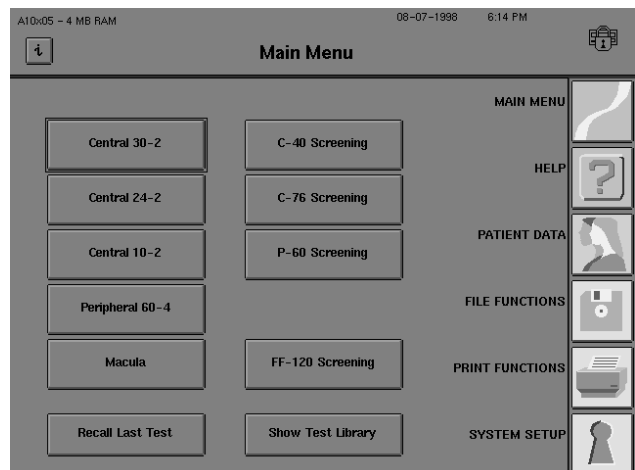 A10x05 – 4 MB RAM
08–07–1998 6:14 PM
i
Main Menu
MAIN MENU
Central 30–2
C–40 Screening
HELP
?
Central 24–2
C–76 Screening
PATIENT DATA
Central 10–2
P–60 Screening
FILE FUNCTIONS
Peripheral 60–4
Macula
FF–120 Screening
PRINT FUNCTIONS
Recall Last Test
Show Test Library
SYSTEM SETUP